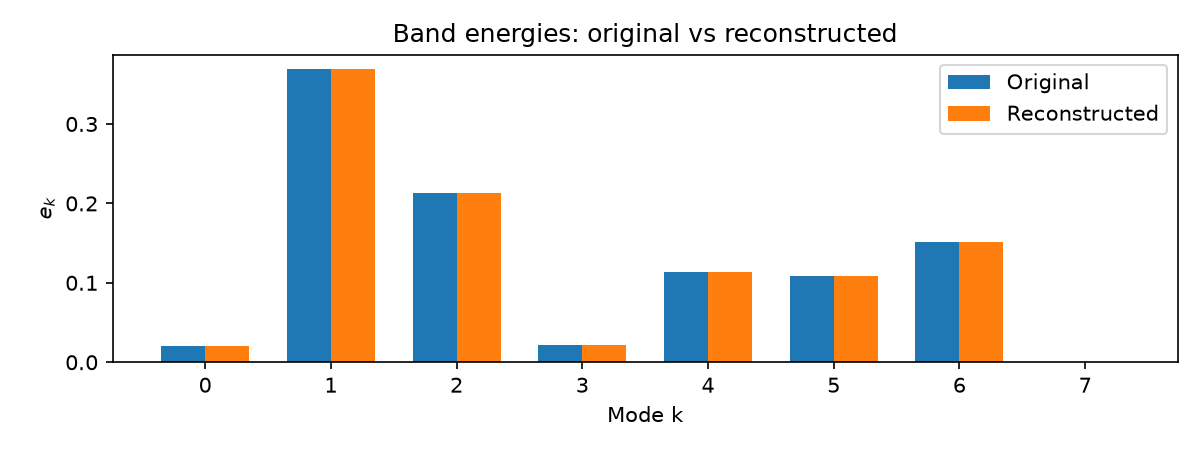 Band energies: original vs reconstructed
Original
Reconstructed
0.3
0.2
0.1
0.0
e_k
0 1 2 3 4 5 6 7
Mode k